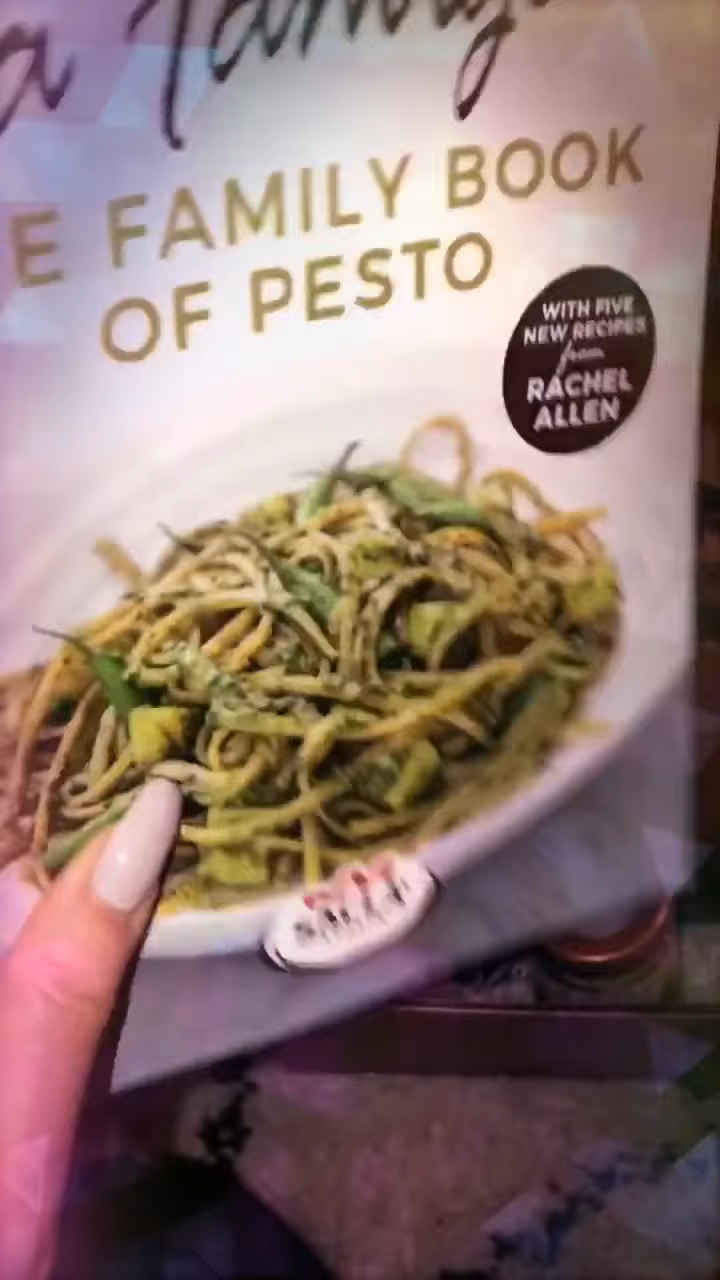 E FAMILY BOOK
OF PESTO
WITH FIVE
NEW RECIPES
from
RACHEL
ALLEN